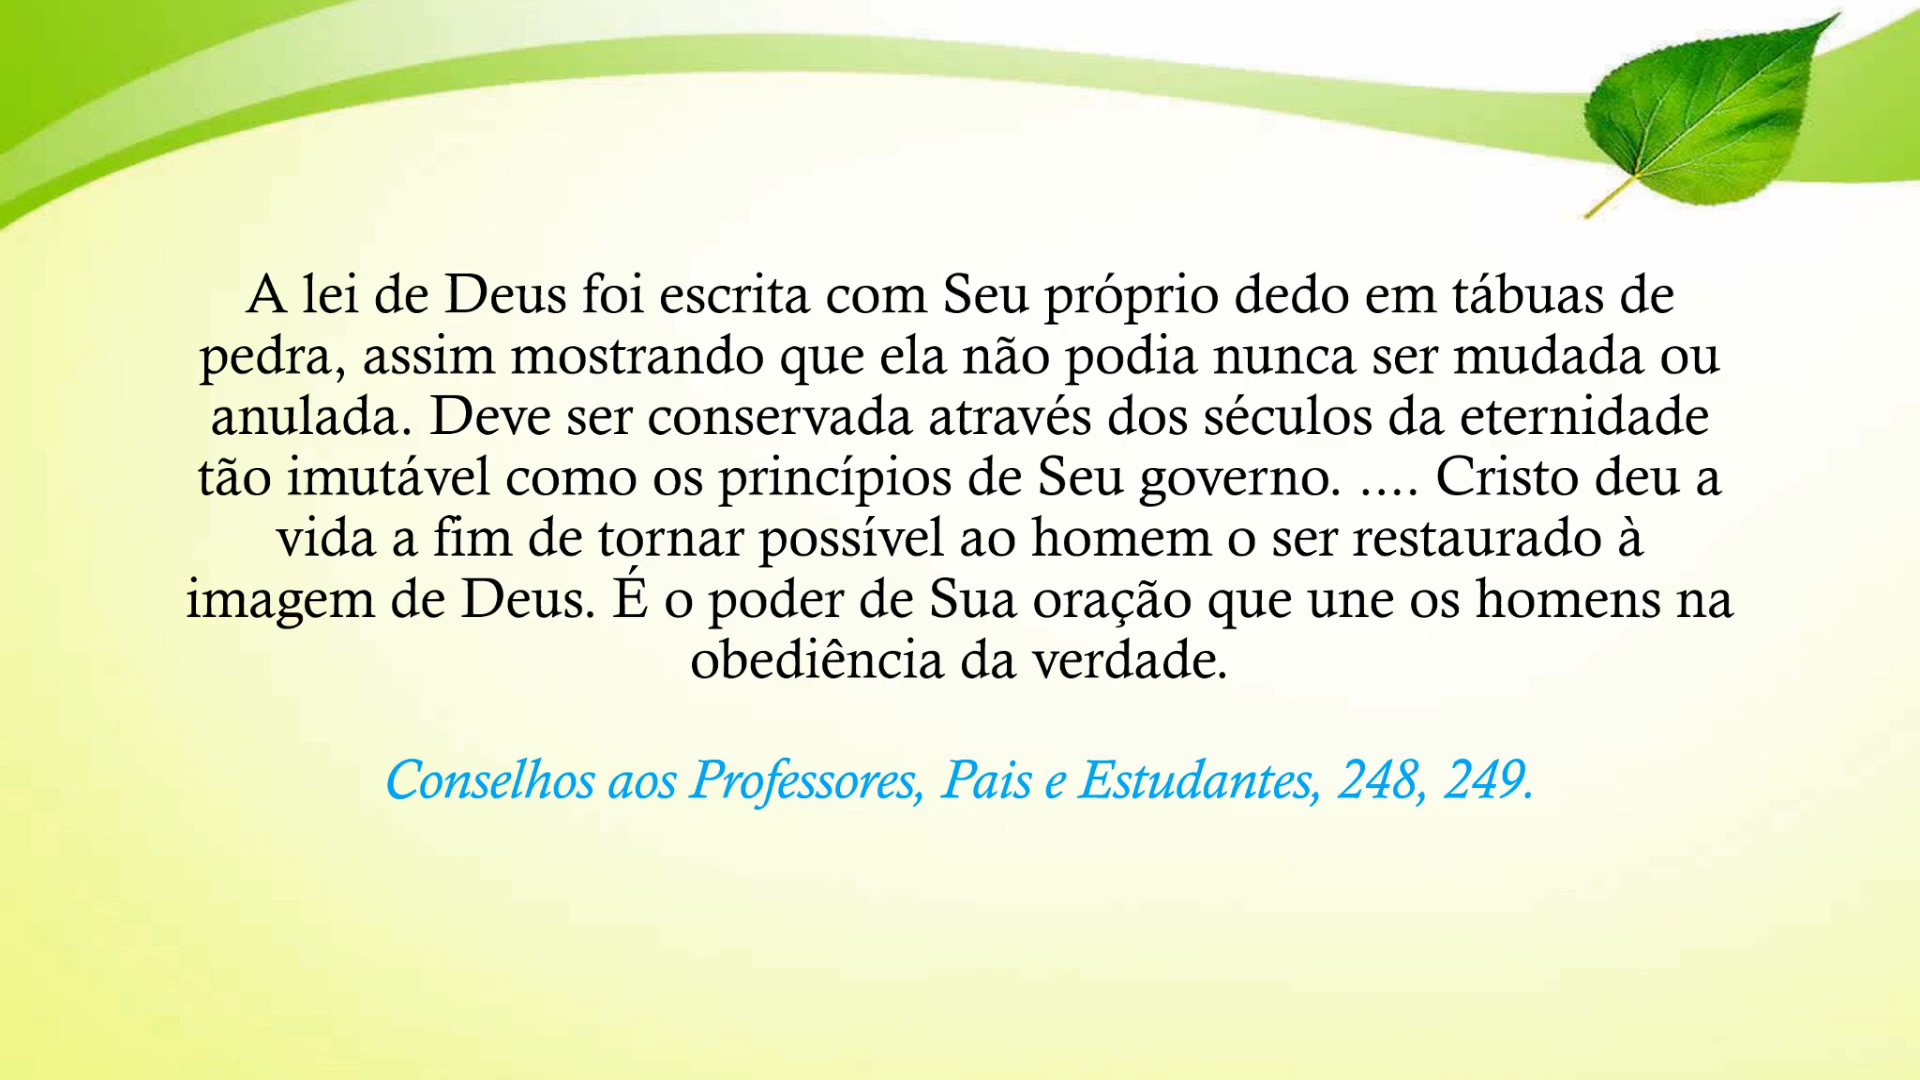 A lei de Deus foi escrita com Seu próprio dedo em tábuas de
pedra, assim mostrando que ela não podia nunca ser mudada ou
anulada. Deve ser conservada através dos séculos da eternidade
tão imutável como os princípios de Seu governo. .... Cristo deu a
vida a fim de tornar possível ao homem o ser restaurado à
imagem de Deus. É o poder de Sua oração que une os homens na
obediência da verdade.
Conselhos aos Professores, Pais e Estudantes, 248, 249.